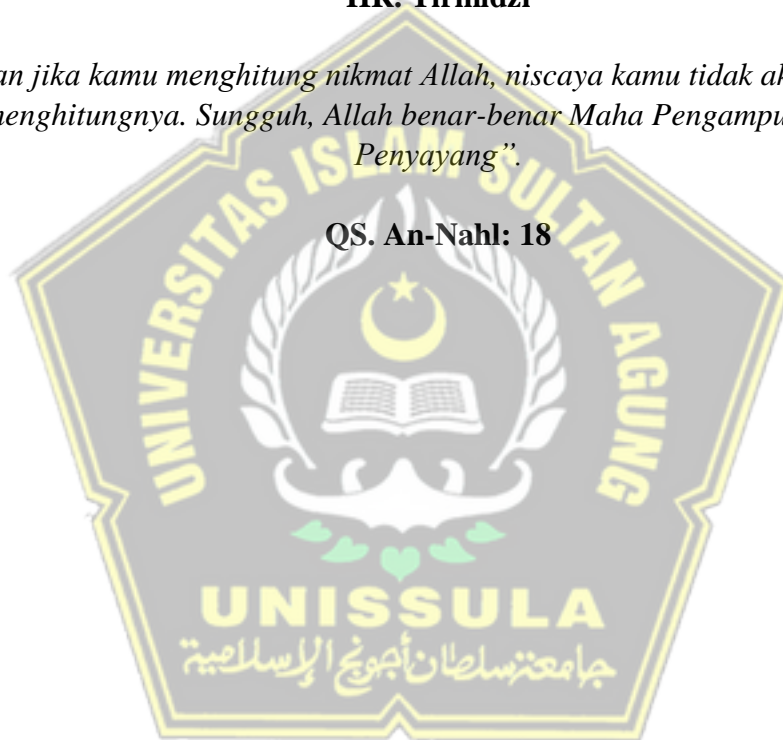 HR. Tirmidzi
an jika kamu menghitung nikmat Allah, niscaya kamu tidak ak
menghitungnya. Sungguh, Allah benar-benar Maha Pengampu
Penyayang”.
QS. An-Nahl: 18
UNIVERSITAS ISLAM SULTAN AGUNG
UNISSULA
جامعة سلطان أجونج الإسلامية